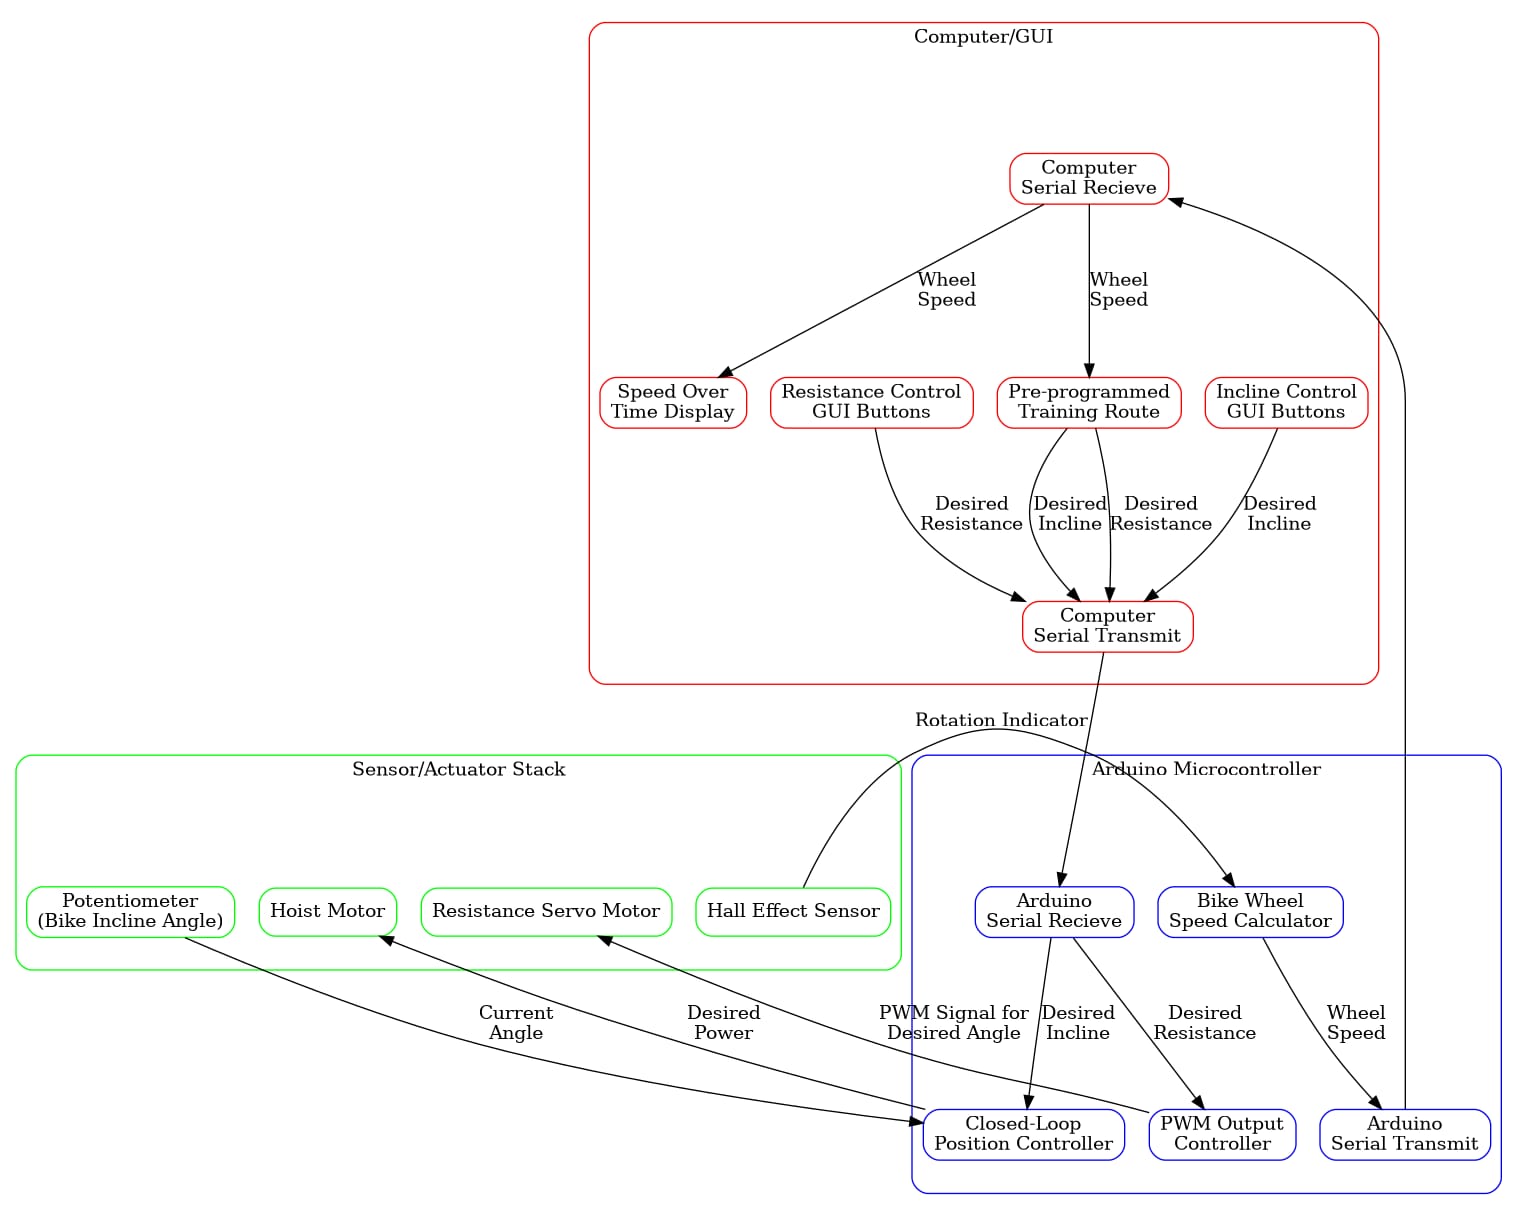 Computer/GUI
Computer
Serial Recieve
Wheel
Speed
Wheel
Speed
Speed Over
Time Display
Resistance Control
GUI Buttons
Pre-programmed
Training Route
Incline Control
GUI Buttons
Desired
Resistance
Desired
Incline
Desired
Resistance
Desired
Incline
Computer
Serial Transmit
Rotation Indicator
Sensor/Actuator Stack
Arduino Microcontroller
Potentiometer
(Bike Incline Angle)
Hoist Motor
Resistance Servo Motor
Hall Effect Sensor
Arduino
Serial Recieve
Bike Wheel
Speed Calculator
Current
Angle
Desired
Power
PWM Signal for
Desired Angle
Desired
Incline
Desired
Resistance
Wheel
Speed
Closed-Loop
Position Controller
PWM Output
Controller
Arduino
Serial Transmit